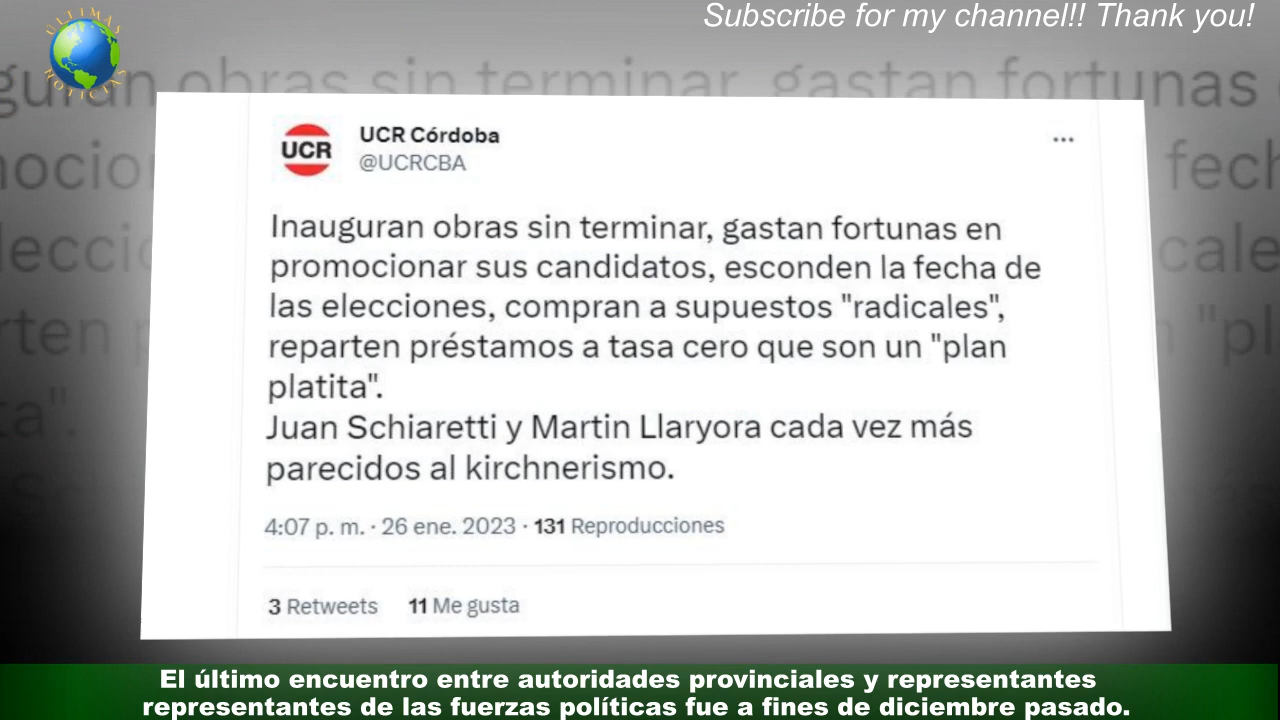 Subscribe for my channel!! Thank you!
ÚLTIMAS
NOTICIAS
UCR
UCR Córdoba
@UCRCBA
Inauguran obras sin terminar, gastan fortunas en
promocionar sus candidatos, esconden la fecha de
las elecciones, compran a supuestos "radicales",
reparten préstamos a tasa cero que son un "plan
platita".
Juan Schiaretti y Martin Llaryora cada vez más
parecidos al kirchnerismo.
4:07 p. m. · 26 ene. 2023 · 131 Reproducciones
3 Retweets 11 Me gusta
El último encuentro entre autoridades provinciales y representantes
representantes de las fuerzas políticas fue a fines de diciembre pasado.